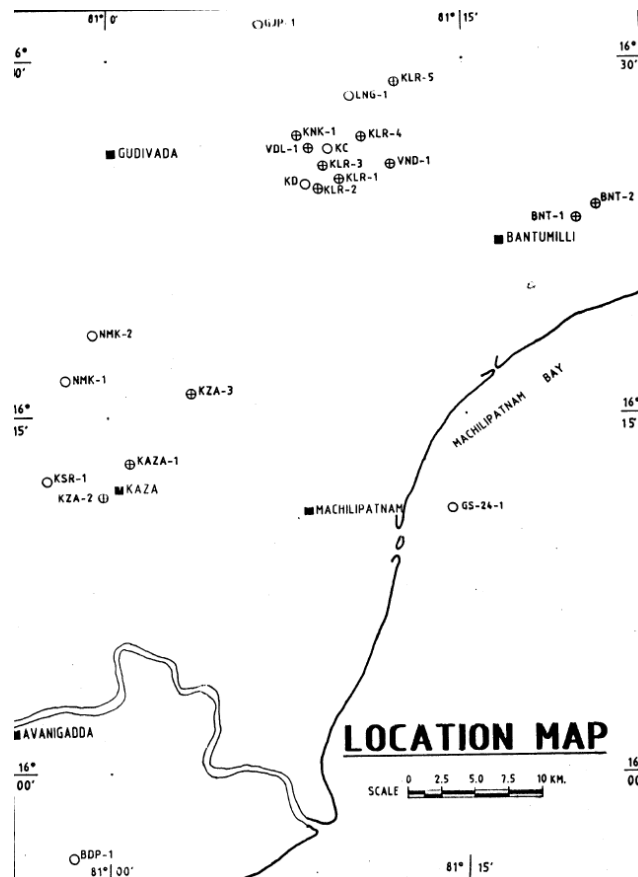 81° 0'
GJP-1
81° 15'
6°
0'
16°
30'
KLR-5
LNG-1
KNK-1
KLR-4
VDL-1
KC
GUDIVADA
KLR-3
VND-1
KD
KLR-1
KLR-2
BNT-2
BNT-1
BANTUMILLI
NMK-2
NMK-1
KZA-3
16°
15'
16°
15'
MACHILIPATNAM BAY
KAZA-1
KSR-1
KAZA
KZA-2
MACHILIPATNAM
GS-24-1
AVANIGADDA
LOCATION MAP
16°
00'
16°
00
SCALE 0 2.5 5.0 7.5 10 KM.
BDP-1
81° 00'
81° 15'